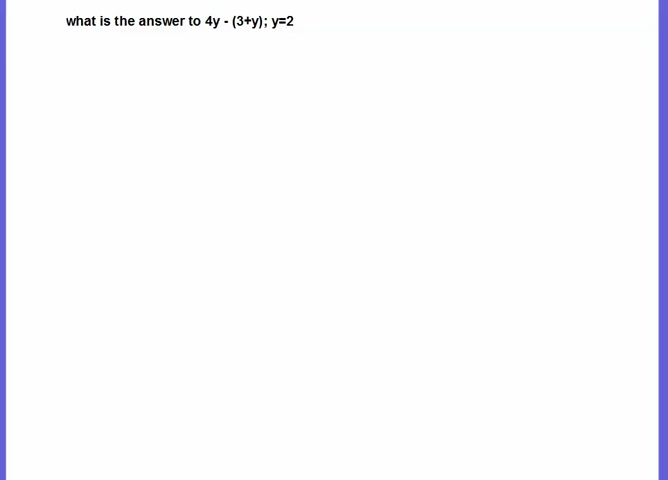 what is the answer to 4y - (3+y); y=2